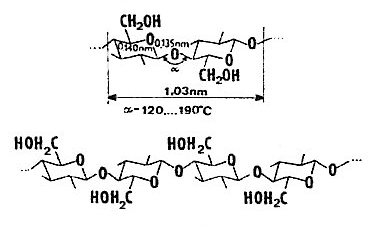 CH₂OH
0,140nm O 0,135nm O O
O α O
CH₂OH
1,03nm
α-120....190°C
HOH₂C HOH₂C
O O O O O O O O
HOH₂C HOH₂C